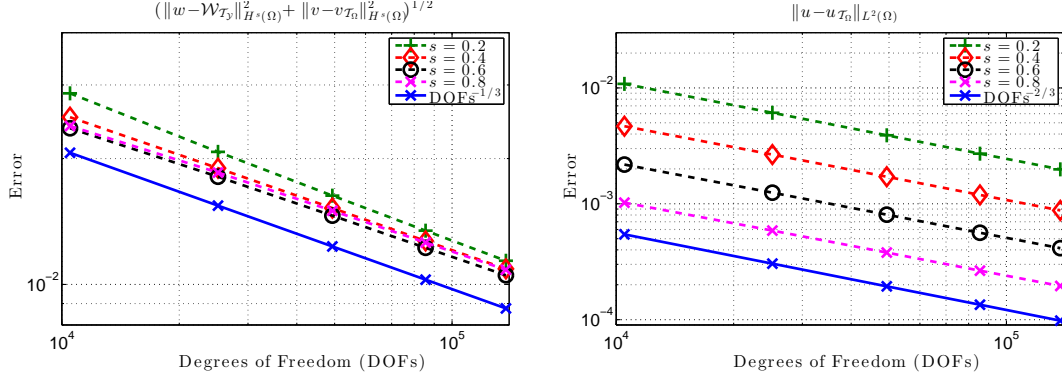 (‖w−𝒲_{𝒯_𝒴}‖²_{H^s(Ω)} + ‖v−v_{𝒯_Ω}‖²_{H^s(Ω)})^{1/2}
s = 0.2
s = 0.4
s = 0.6
s = 0.8
DOFs^{-1/3}
Error
10^{-2}
10^4
10^5
Degrees of Freedom (DOFs)
‖u−u_{𝒯_Ω}‖_{L²(Ω)}
s = 0.2
s = 0.4
s = 0.6
s = 0.8
DOFs^{-2/3}
Error
10^{-2}
10^{-3}
10^{-4}
10^4
10^5
Degrees of Freedom (DOFs)